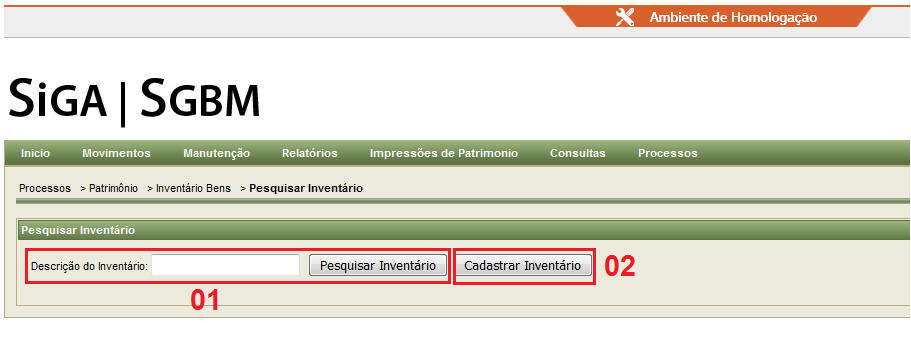 Ambiente de Homologação
SIGA | SGBM
Inicio Movimentos Manutenção Relatórios Impressões de Patrimonio Consultas Processos
Processos > Patrimônio > Inventário Bens > Pesquisar Inventário
Pesquisar Inventário
Descrição do Inventário: Pesquisar Inventário Cadastrar Inventário 02
01